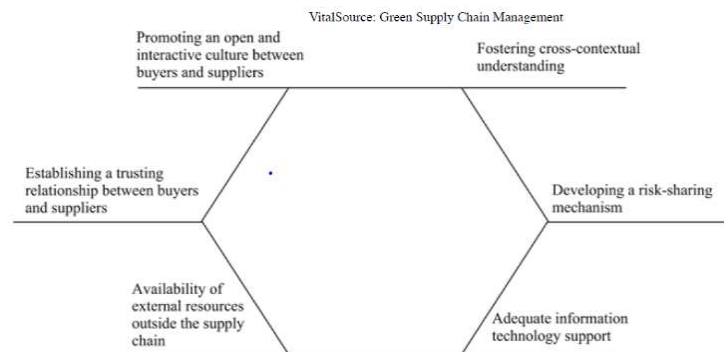 VitalSource: Green Supply Chain Management
Promoting an open and
interactive culture between
buyers and suppliers
Fostering cross-contextual
understanding
Establishing a trusting
relationship between buyers
and suppliers
Developing a risk-sharing
mechanism
Availability of
external resources
outside the supply
chain
Adequate information
technology support